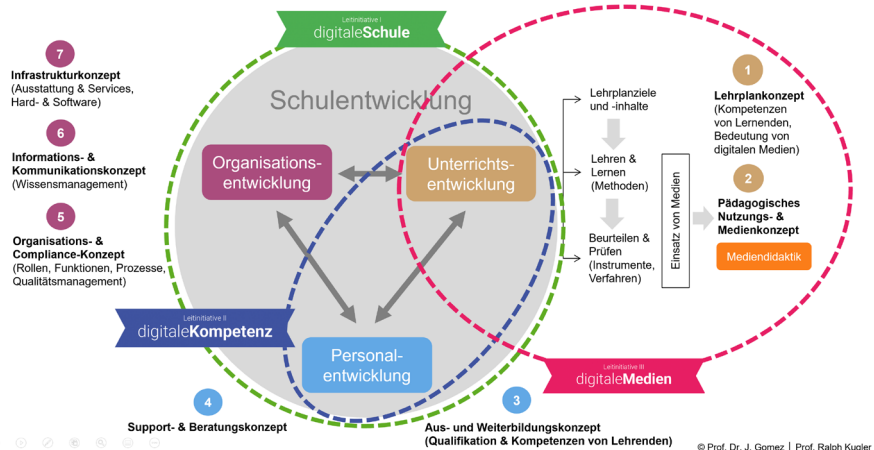 Leitinitiative I
digitaleSchule
7
Infrastrukturkonzept
(Ausstattung & Services,
Hard- & Software)
6
Informations- &
Kommunikationskonzept
(Wissensmanagement)
5
Organisations- &
Compliance-Konzept
(Rollen, Funktionen, Prozesse,
Qualitätsmanagement)
Schulentwicklung
Organisations-
entwicklung
Unterrichts-
entwicklung
Personal-
entwicklung
Leitinitiative II
digitaleKompetenz
4
Support- & Beratungskonzept
3
Aus- und Weiterbildungskonzept
(Qualifikation & Kompetenzen von Lehrenden)
Lehrplanziele
und -inhalte
Lehren &
Lernen
(Methoden)
Beurteilen &
Prüfen
(Instrumente,
Verfahren)
Einsatz von Medien
1
Lehrplankonzept
(Kompetenzen
von Lernenden,
Bedeutung von
digitalen Medien)
2
Pädagogisches
Nutzungs- &
Medienkonzept
Mediendidaktik
Leitinitiative III
digitaleMedien
© Prof. Dr. J. Gomez | Prof. Ralph Kugler